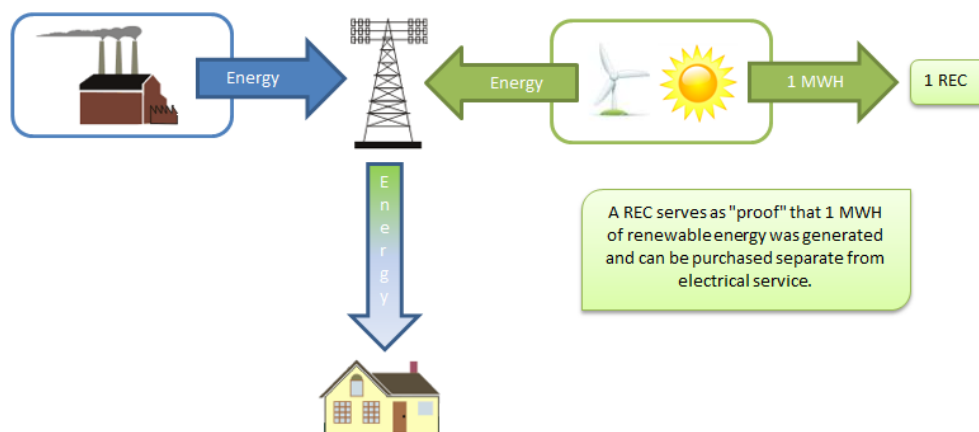 Energy
Energy
1 MWH
1 REC
Energy
A REC serves as "proof" that 1 MWH
of renewable energy was generated
and can be purchased separate from
electrical service.